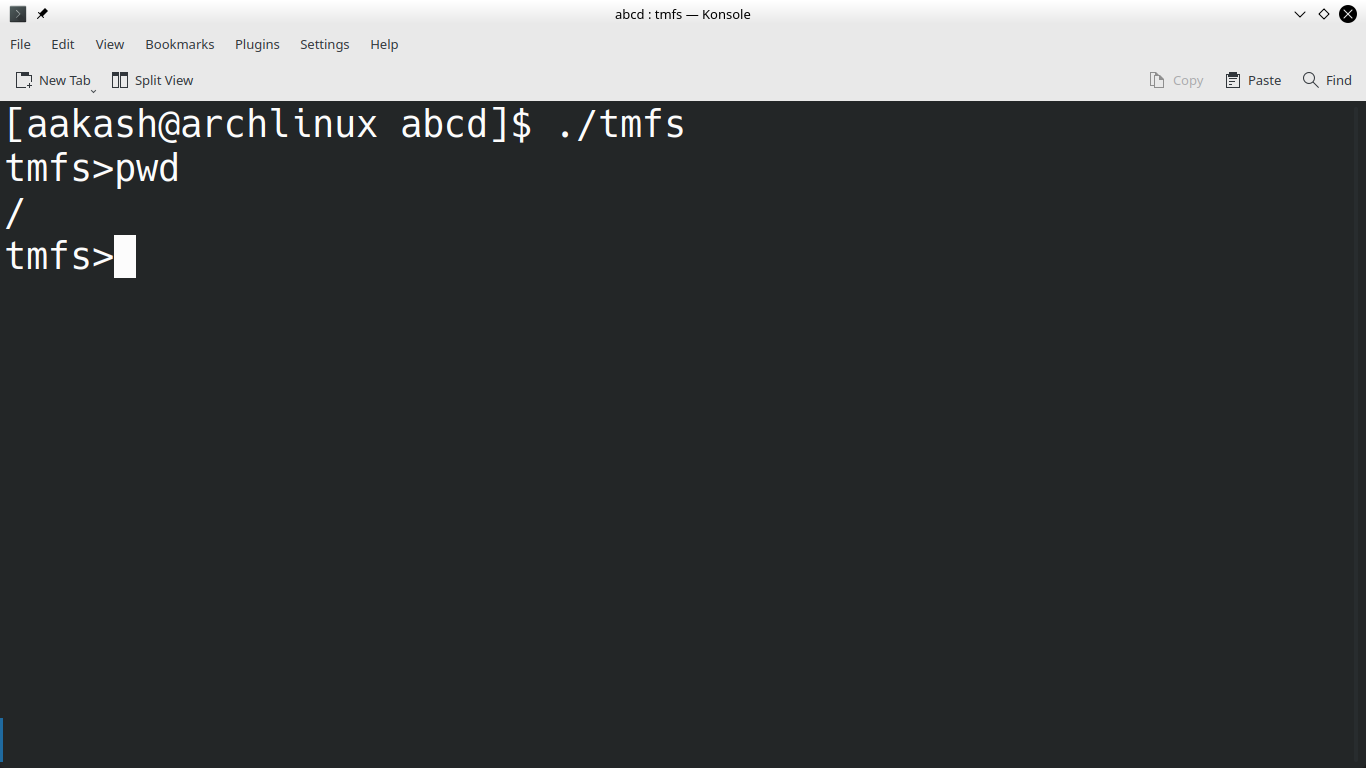 abcd : tmfs — Konsole
File Edit View Bookmarks Plugins Settings Help
New Tab Split View Copy Paste Find
[aakash@archlinux abcd]$ ./tmfs
tmfs>pwd
/
tmfs>